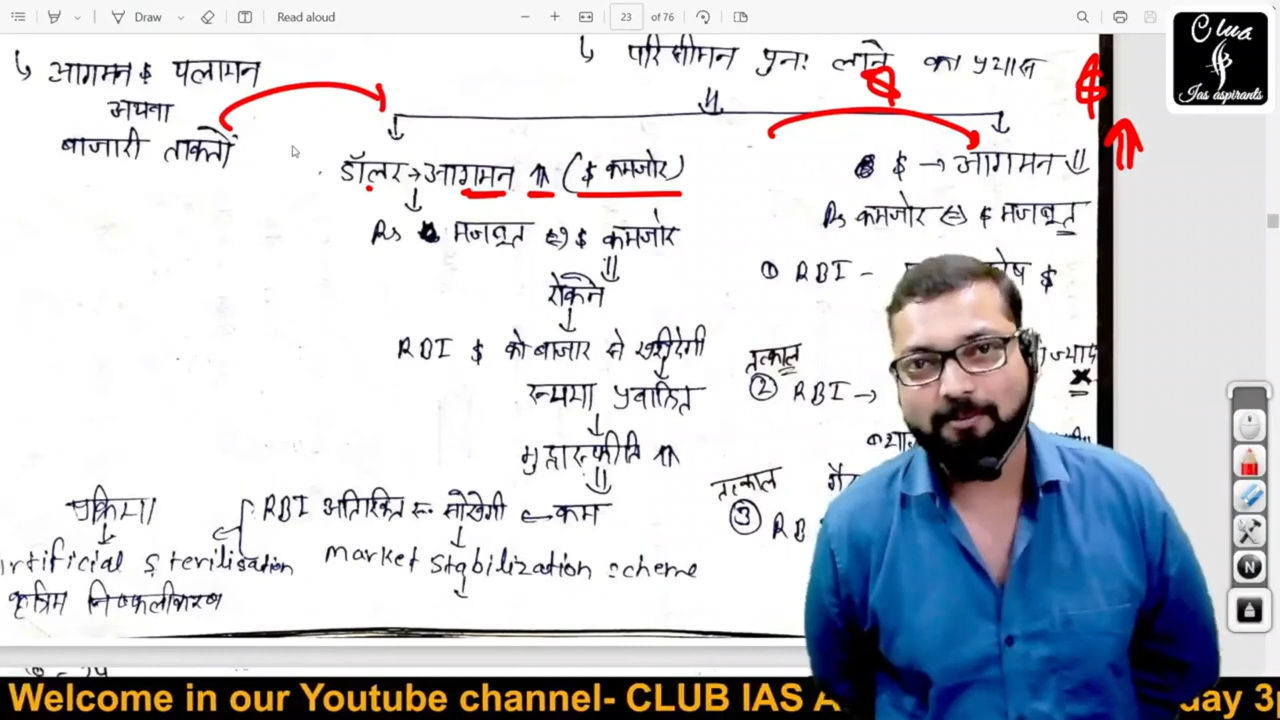 Draw
Read aloud
23 of 76
Club
Ias aspirants
↳ आगमन $ पलायन
अथवा
बाजारी ताकतों
↳ परिसीमन पुनः लाने का प्रयास
$
$ ↑
डॉलर → आगमन ⇑ ($ कमजोर)
Rs मजबूत ⇔ $ कमजोर
रोकने
RBI $ को बाजार से खरीदेगी
रुपया प्रवाहित
मुद्रास्फीति ⇑
RBI अतिरिक्त रू सोखेगी ← कम
प्रक्रिया
Artificial sterilisation
कृत्रिम निष्फलीकरण
market stabilization scheme
$ → आगमन ⇓
Rs कमजोर ⇔ $ मजबूत
① RBI - $
तत्काल
② RBI →
तत्काल
③
Welcome in our Youtube channel- CLUB IAS A
day 3